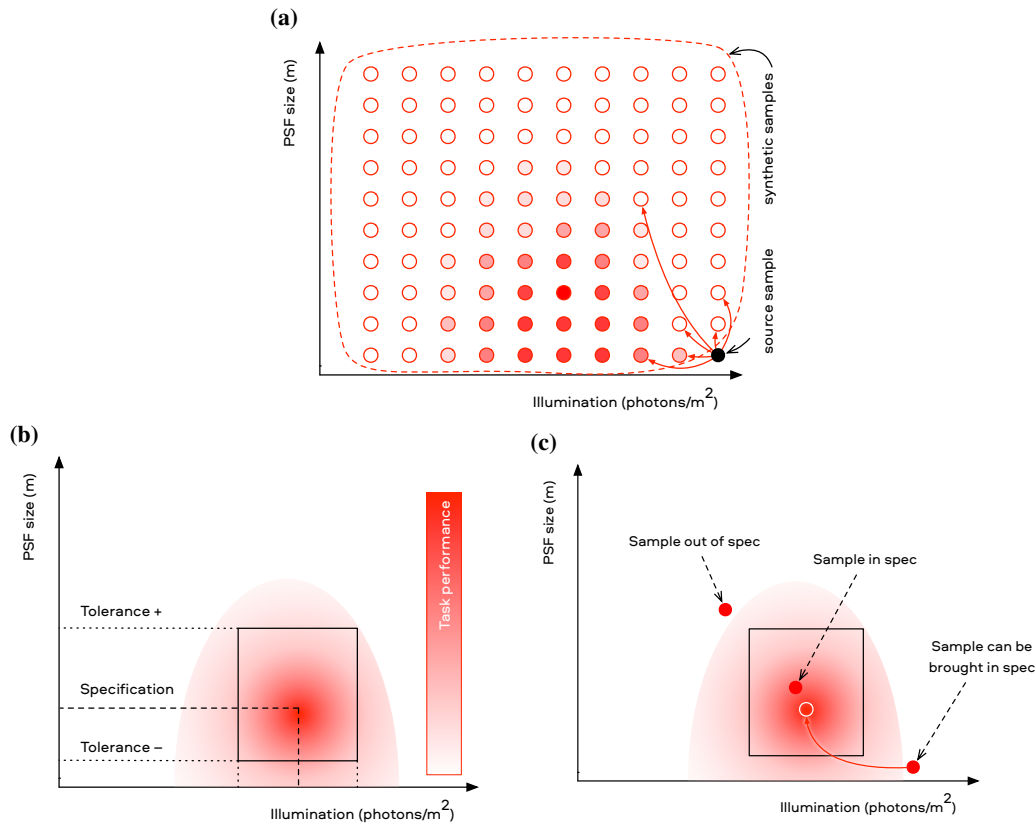 (a)
PSF size (m)
synthetic samples
source sample
Illumination (photons/m²)
(b)
PSF size (m)
Task performance
Tolerance +
Specification
Tolerance –
Illumination (photons/m²)
(c)
PSF size (m)
Sample out of spec
Sample in spec
Sample can be
brought in spec
Illumination (photons/m²)